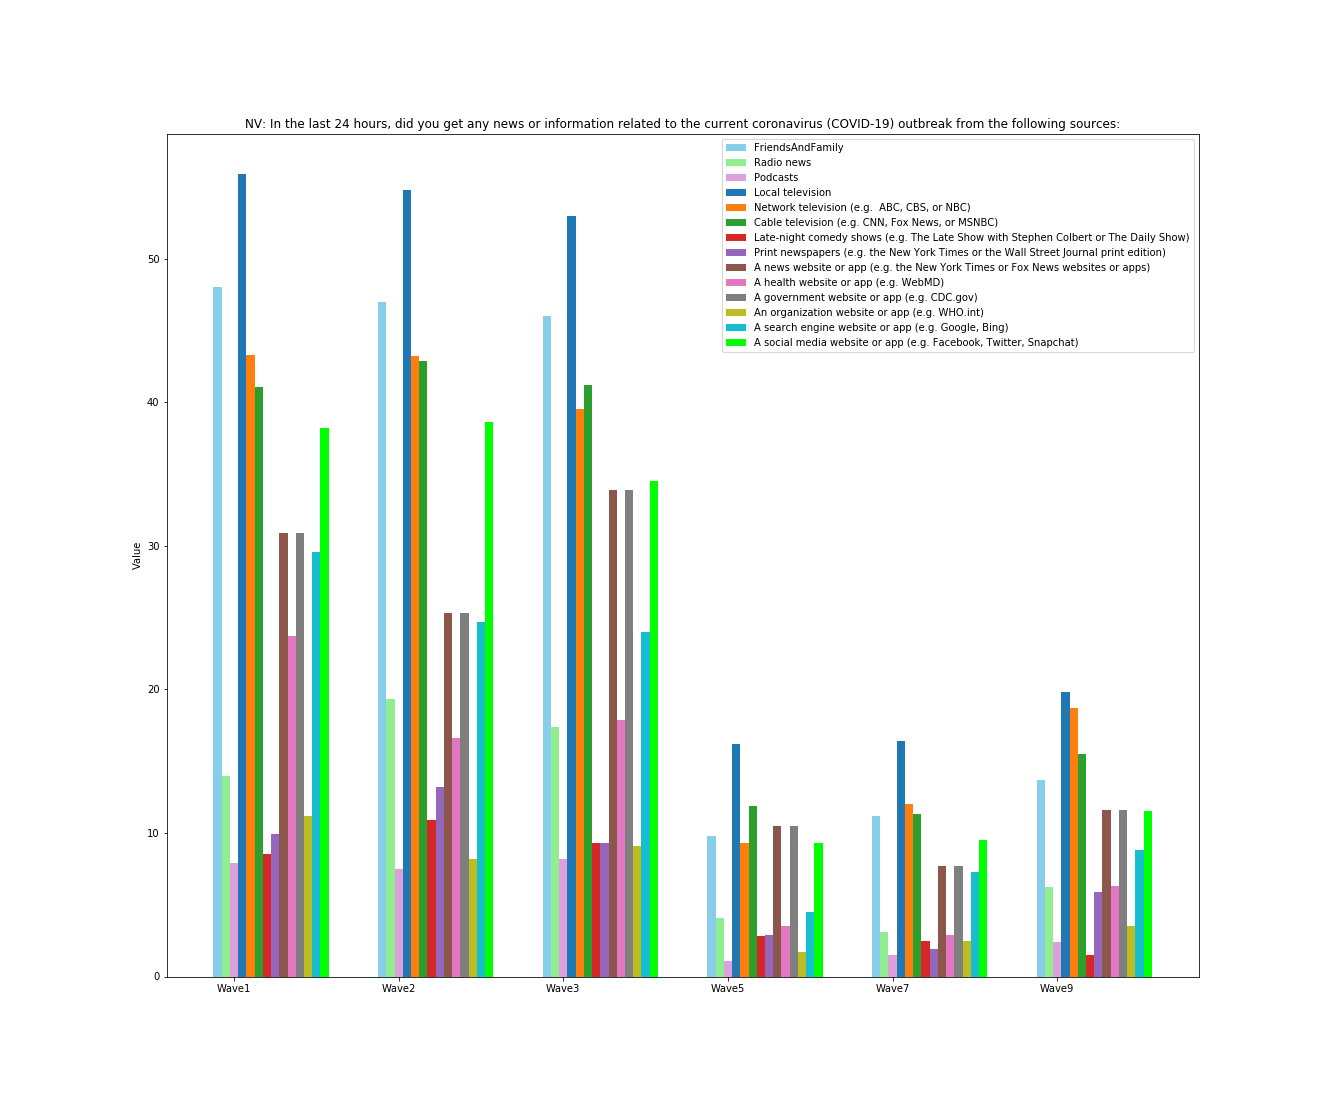 NV: In the last 24 hours, did you get any news or information related to the current coronavirus (COVID-19) outbreak from the following sources:
FriendsAndFamily
Radio news
Podcasts
Local television
Network television (e.g.  ABC, CBS, or NBC)
Cable television (e.g. CNN, Fox News, or MSNBC)
Late-night comedy shows (e.g. The Late Show with Stephen Colbert or The Daily Show)
Print newspapers (e.g. the New York Times or the Wall Street Journal print edition)
A news website or app (e.g. the New York Times or Fox News websites or apps)
A health website or app (e.g. WebMD)
A government website or app (e.g. CDC.gov)
An organization website or app (e.g. WHO.int)
A search engine website or app (e.g. Google, Bing)
A social media website or app (e.g. Facebook, Twitter, Snapchat)
Value
50
40
30
20
10
0
Wave1 Wave2 Wave3 Wave5 Wave7 Wave9